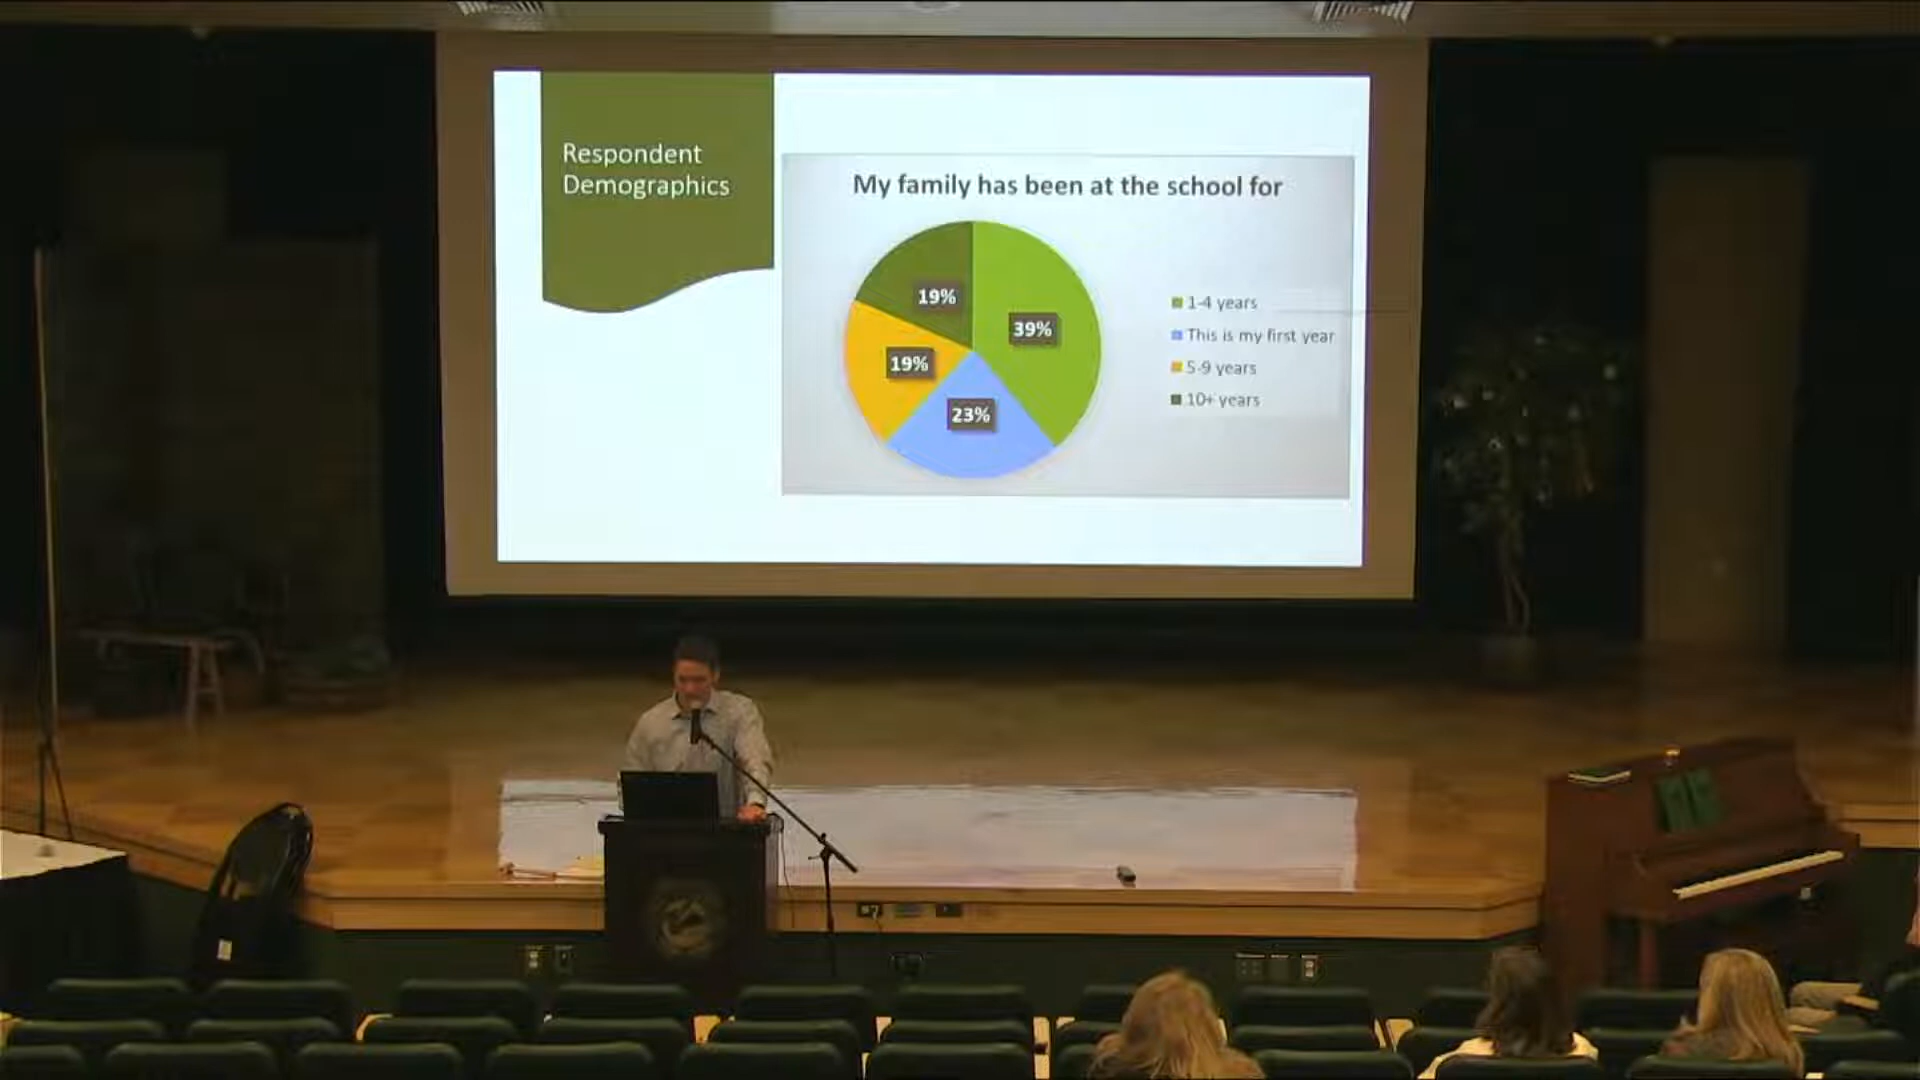 Respondent
Demographics
My family has been at the school for
19%
39%
19%
23%
1-4 years
This is my first year
5-9 years
10+ years